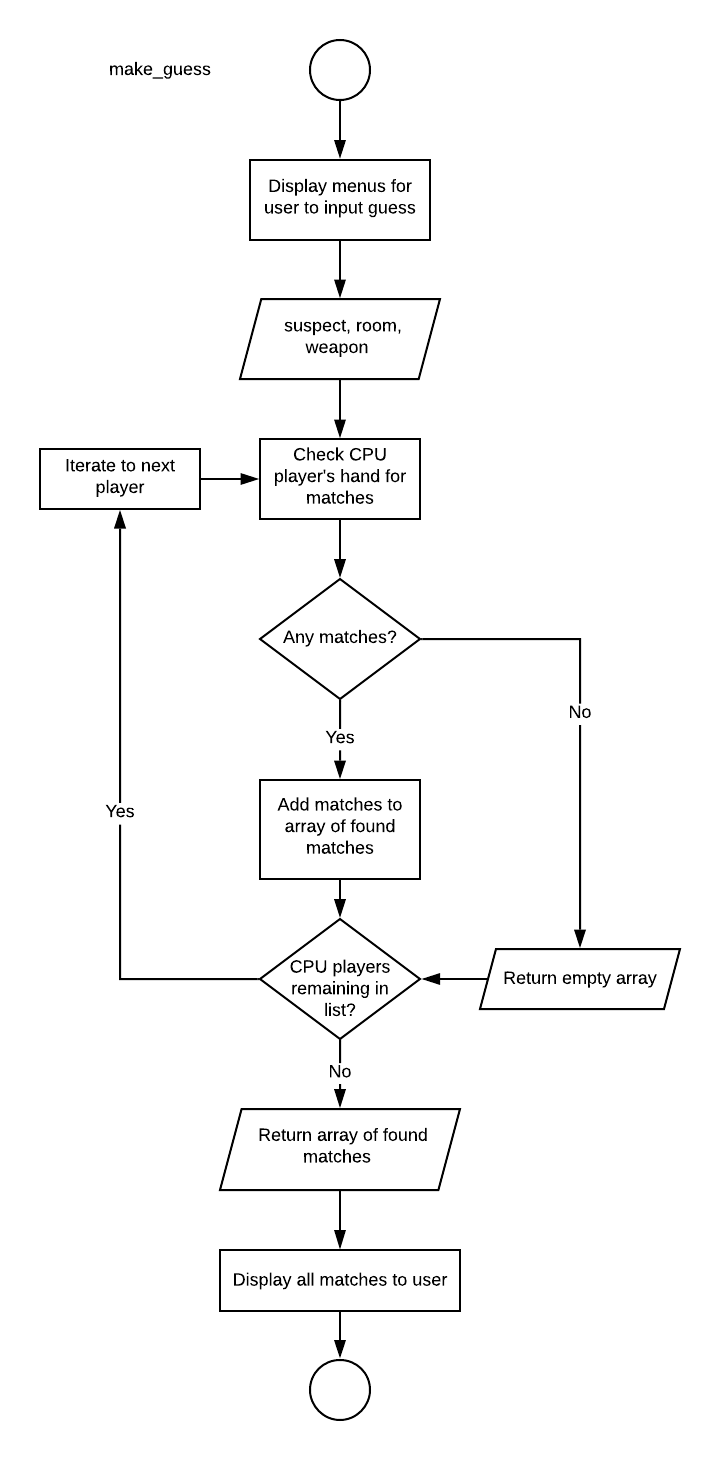 make_guess
Display menus for
user to input guess
suspect, room,
weapon
Iterate to next
player
Check CPU
player's hand for
matches
Any matches?
No
Yes
Add matches to
array of found
matches
Yes
CPU players
remaining in
list?
Return empty array
No
Return array of found
matches
Display all matches to user